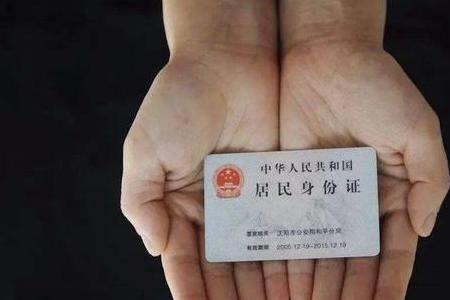 中华人民共和国
居民身份证
签发机关 沈阳市公安局和平分局
有效期限 2005.12.19-2015.12.19